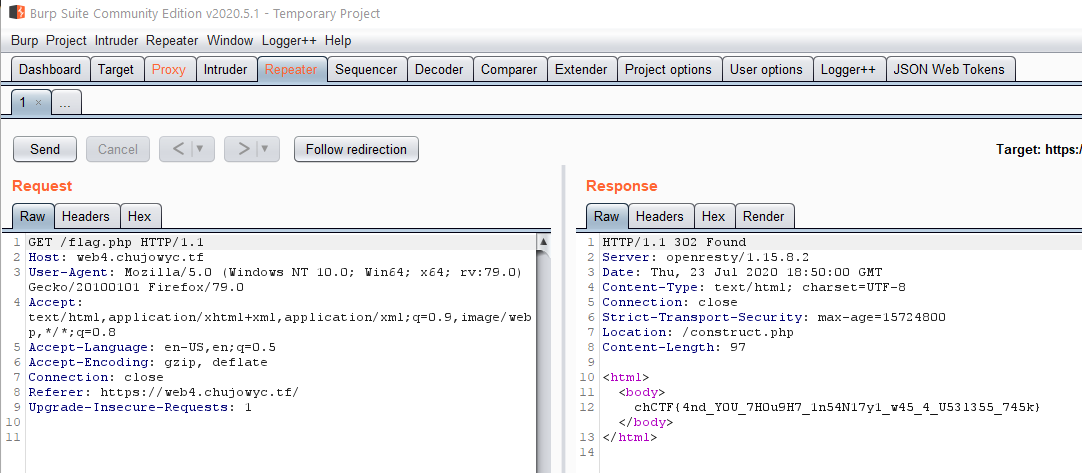 Burp Suite Community Edition v2020.5.1 - Temporary Project
Burp Project Intruder Repeater Window Logger++ Help
Dashboard Target Proxy Intruder Repeater Sequencer Decoder Comparer Extender Project options User options Logger++ JSON Web Tokens
1 × ...
Send Cancel < | ▼ > | ▼ Follow redirection Target: https:/
Request
Raw Headers Hex
1 GET /flag.php HTTP/1.1
2 Host: web4.chujowyc.tf
3 User-Agent: Mozilla/5.0 (Windows NT 10.0; Win64; x64; rv:79.0)
Gecko/20100101 Firefox/79.0
4 Accept:
text/html,application/xhtml+xml,application/xml;q=0.9,image/web
p,*/*;q=0.8
5 Accept-Language: en-US,en;q=0.5
6 Accept-Encoding: gzip, deflate
7 Connection: close
8 Referer: https://web4.chujowyc.tf/
9 Upgrade-Insecure-Requests: 1
10
11
Response
Raw Headers Hex Render
1 HTTP/1.1 302 Found
2 Server: openresty/1.15.8.2
3 Date: Thu, 23 Jul 2020 18:50:00 GMT
4 Content-Type: text/html; charset=UTF-8
5 Connection: close
6 Strict-Transport-Security: max-age=15724800
7 Location: /construct.php
8 Content-Length: 97
9
10 <html>
11 <body>
12 chCTF{4nd_Y0U_7H0u9H7_1n54N17y1_w45_4_U53l355_745k}
</body>
13 </html>
14